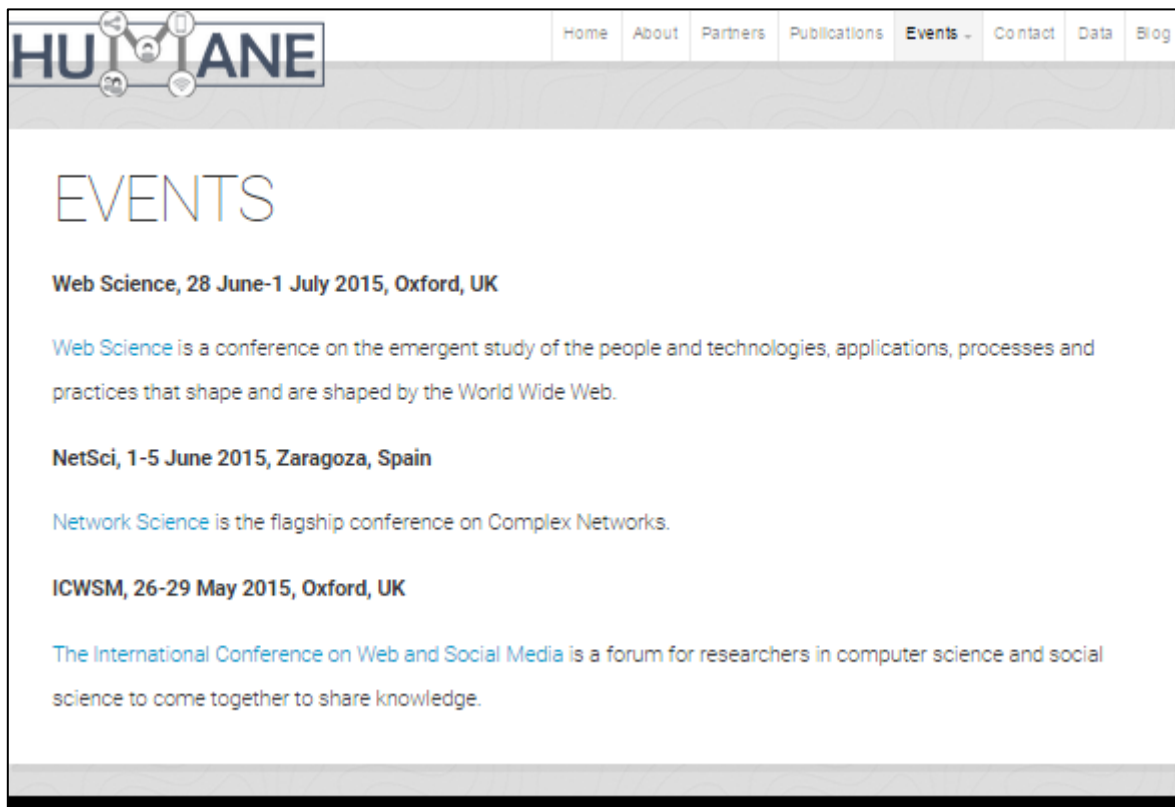 HUMANE
Home About Partners Publications Events Contact Data Blog
EVENTS
Web Science, 28 June-1 July 2015, Oxford, UK
Web Science is a conference on the emergent study of the people and technologies, applications, processes and
practices that shape and are shaped by the World Wide Web.
NetSci, 1-5 June 2015, Zaragoza, Spain
Network Science is the flagship conference on Complex Networks.
ICWSM, 26-29 May 2015, Oxford, UK
The International Conference on Web and Social Media is a forum for researchers in computer science and social
science to come together to share knowledge.